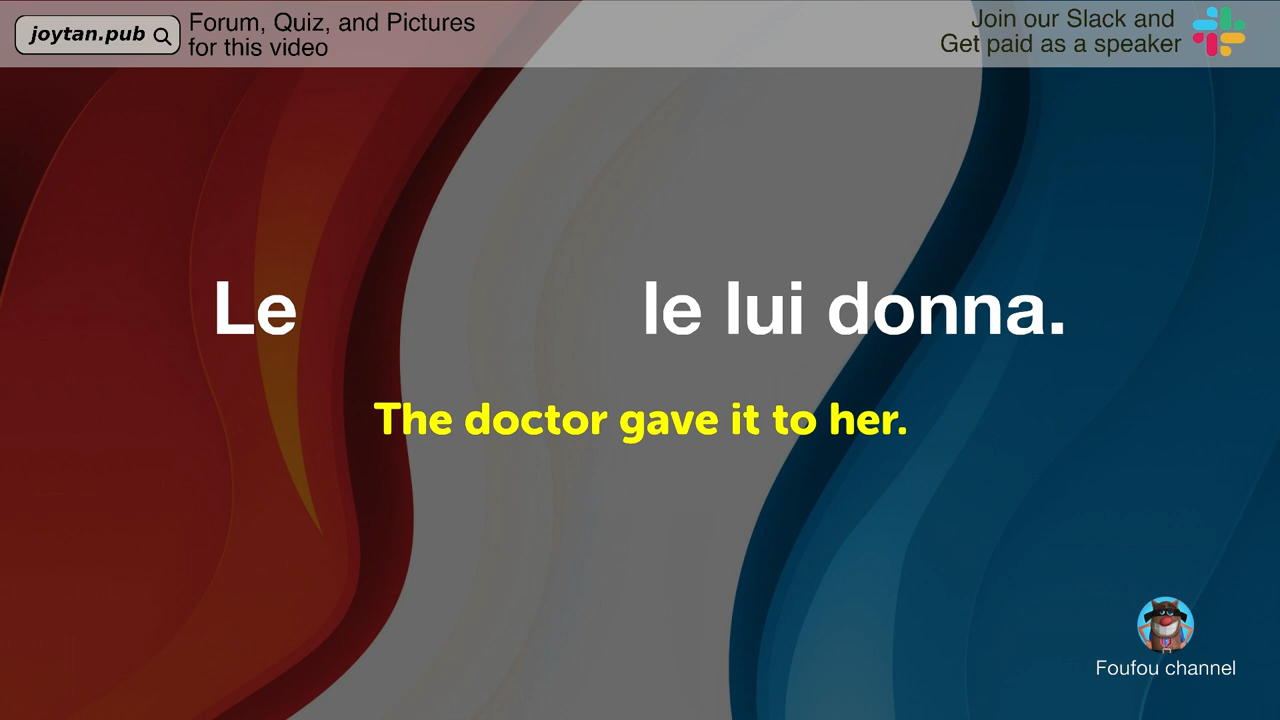 joytan.pub
Forum, Quiz, and Pictures
for this video
Join our Slack and
Get paid as a speaker
Le le lui donna.
The doctor gave it to her.
Foufou channel